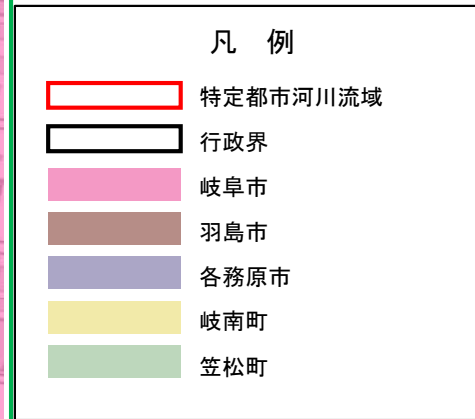 凡 例
特定都市河川流域
行政界
岐阜市
羽島市
各務原市
岐南町
笠松町